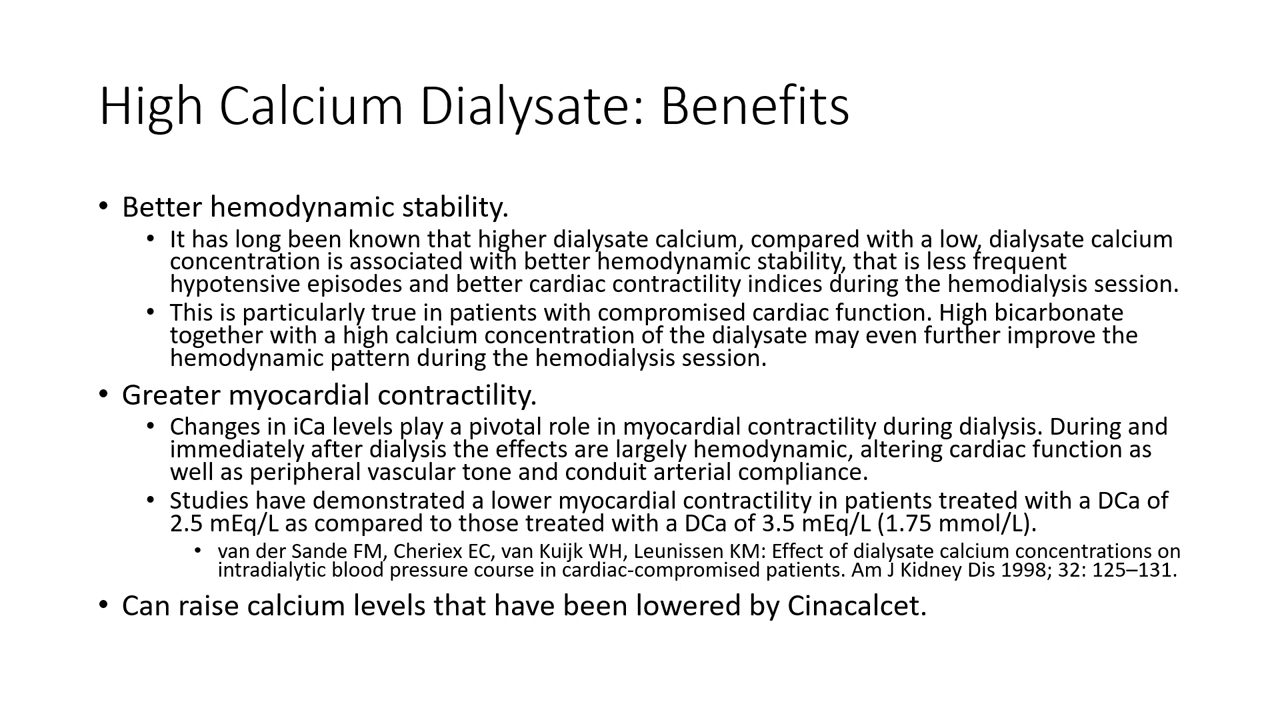 High Calcium Dialysate: Benefits
• Better hemodynamic stability.
• It has long been known that higher dialysate calcium, compared with a low, dialysate calcium
concentration is associated with better hemodynamic stability, that is less frequent
hypotensive episodes and better cardiac contractility indices during the hemodialysis session.
• This is particularly true in patients with compromised cardiac function. High bicarbonate
together with a high calcium concentration of the dialysate may even further improve the
hemodynamic pattern during the hemodialysis session.
• Greater myocardial contractility.
• Changes in iCa levels play a pivotal role in myocardial contractility during dialysis. During and
immediately after dialysis the effects are largely hemodynamic, altering cardiac function as
well as peripheral vascular tone and conduit arterial compliance.
• Studies have demonstrated a lower myocardial contractility in patients treated with a DCa of
2.5 mEq/L as compared to those treated with a DCa of 3.5 mEq/L (1.75 mmol/L).
• van der Sande FM, Cheriex EC, van Kuijk WH, Leunissen KM: Effect of dialysate calcium concentrations on
intradialytic blood pressure course in cardiac-compromised patients. Am J Kidney Dis 1998; 32: 125–131.
• Can raise calcium levels that have been lowered by Cinacalcet.